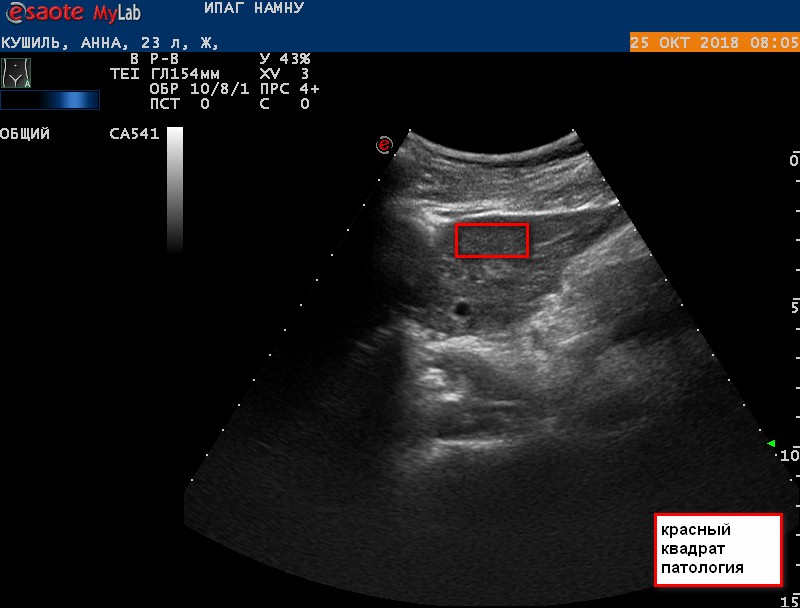 esaote MyLab
ИПАГ НАМНУ
КУШИЛЬ, АННА, 23 л, Ж,
25 ОКТ 2018 08:05
В Р-В У 43%
TEI ГЛ154мм XV 3
ОБР 10/8/1 ПРС 4+
ПСТ 0 С 0
A
ОБЩИЙ СА541
e
0
5
10
15
красный
квадрат
патология